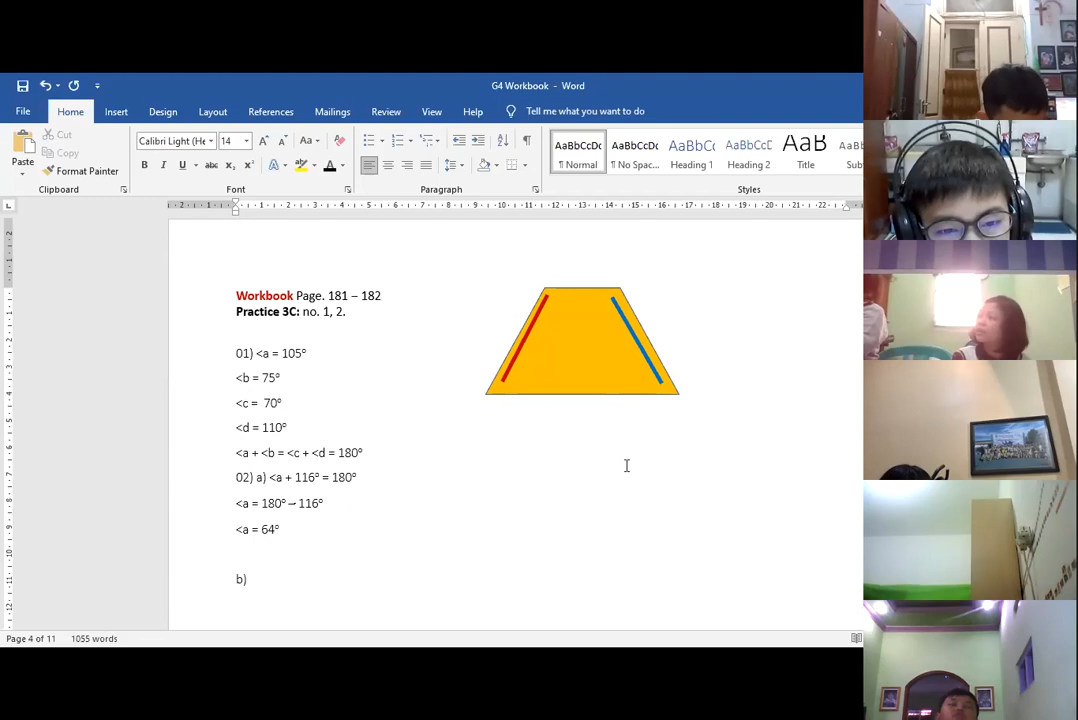 G4 Workbook - Word
File Home Insert Design Layout References Mailings Review View Help Tell me what you want to do
Paste
Cut
Copy
Format Painter
Clipboard
Calibri Light (He 14
Font
Paragraph
AaBbCcDc AaBbCcDc AaBbCc AaBbCcD AaB AaBbCc
¶ Normal ¶ No Spac... Heading 1 Heading 2 Title Subt
Styles
Workbook Page. 181 – 182
Practice 3C: no. 1, 2.
01) <a = 105°
<b = 75°
<c = 70°
<d = 110°
<a + <b = <c + <d = 180°
02) a) <a + 116° = 180°
<a = 180° – 116°
<a = 64°
b)
Page 4 of 11 1055 words